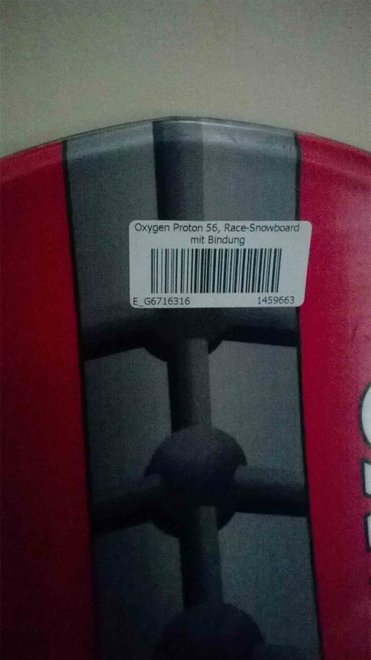 Oxygen Proton 56, Race-Snowboard
mit Bindung
E_G6716316 1459663